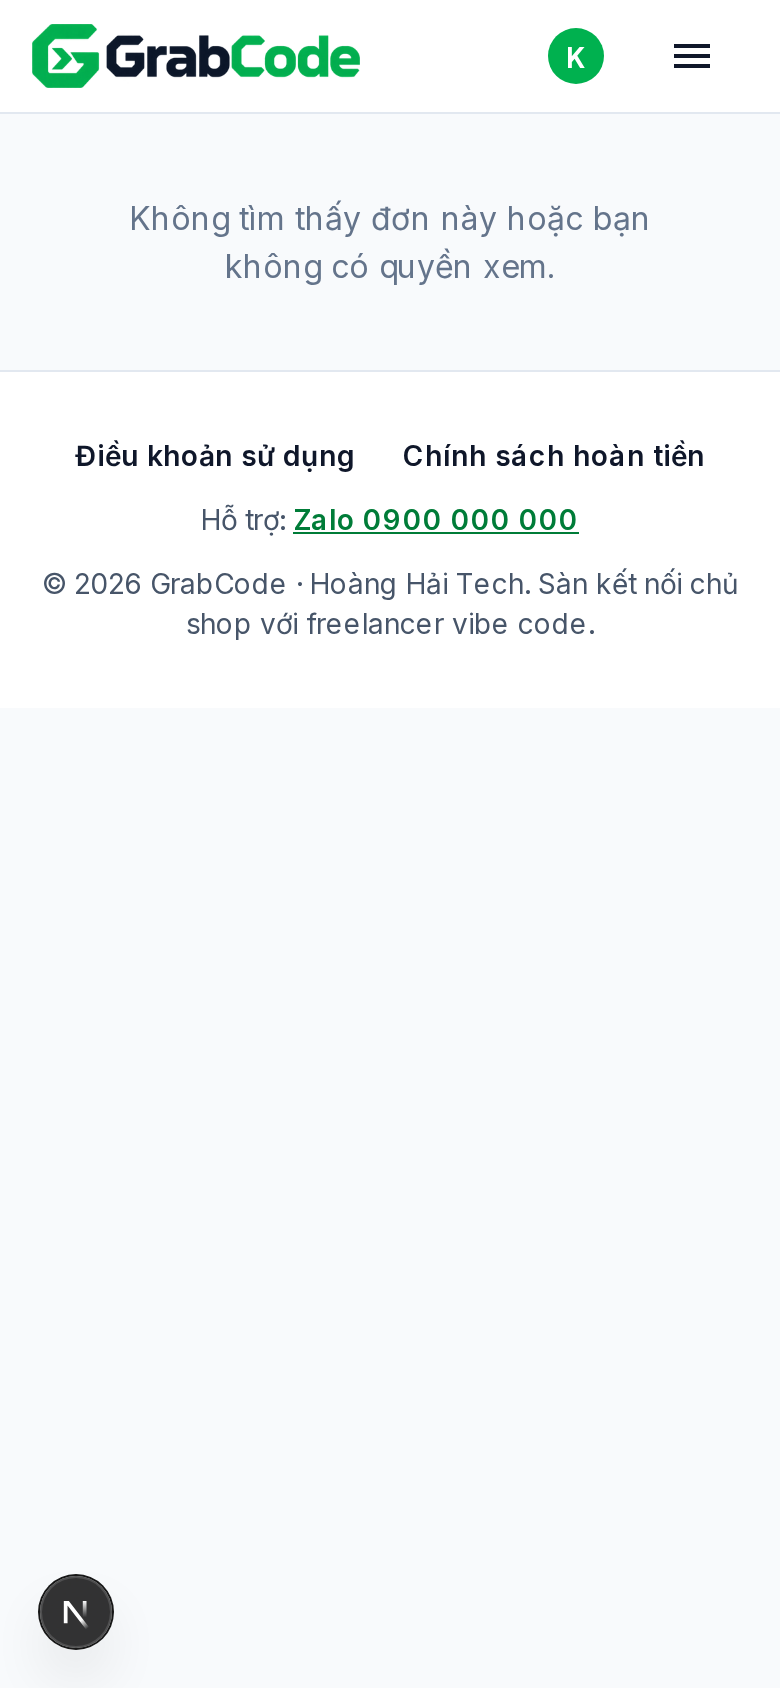 GrabCode
K
Không tìm thấy đơn này hoặc bạn
không có quyền xem.
Điều khoản sử dụng Chính sách hoàn tiền
Hỗ trợ: Zalo 0900 000 000
© 2026 GrabCode · Hoàng Hải Tech. Sàn kết nối chủ
shop với freelancer vibe code.
N